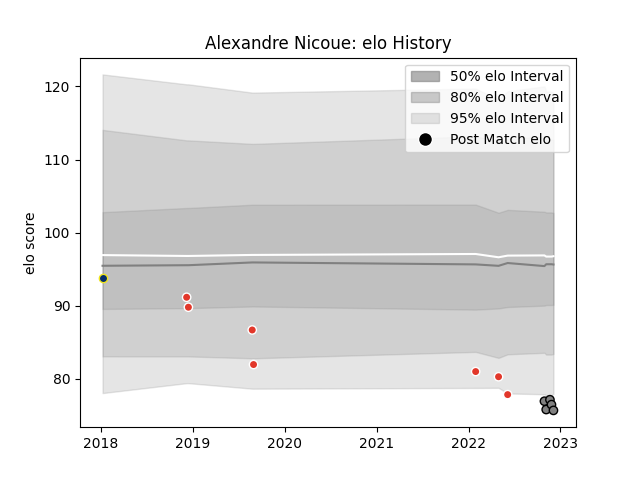 Alexandre Nicoue: elo History
50% elo Interval
80% elo Interval
95% elo Interval
Post Match elo
elo score
120
110
100
90
80
2018 2019 2020 2021 2022 2023